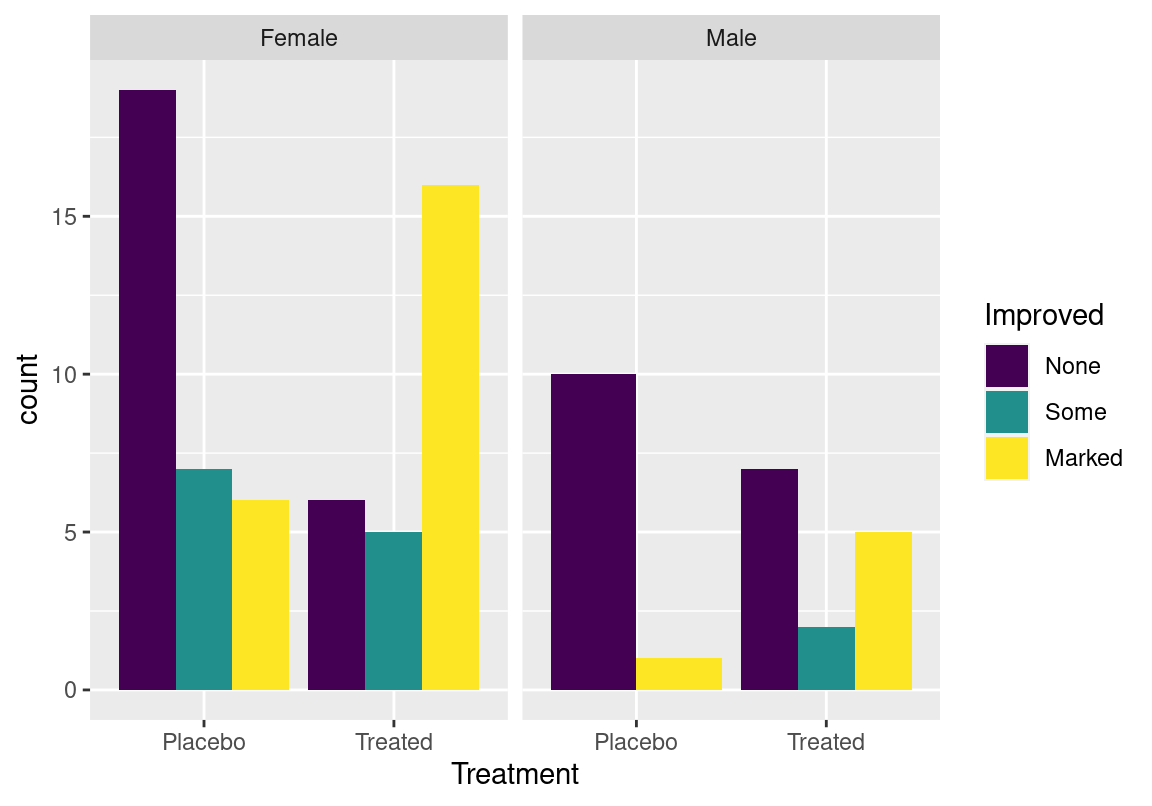 Female
Male
15
10
5
0
count
Placebo
Treated
Placebo
Treated
Treatment
Improved
None
Some
Marked